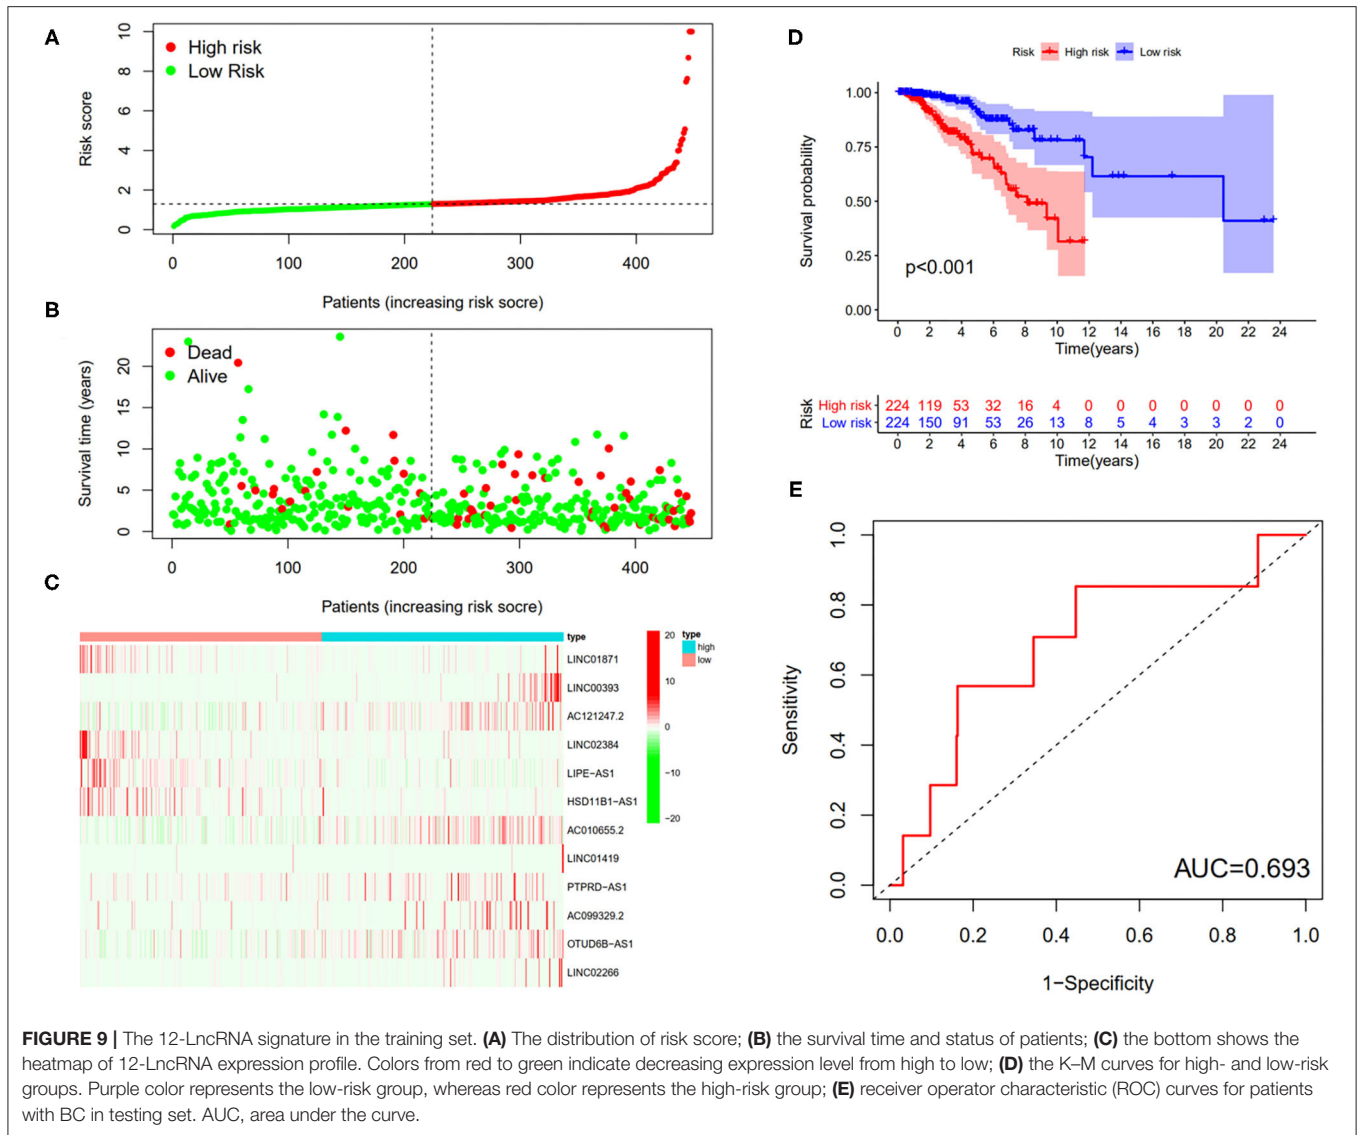 A
10
8
6
4
2
0
Risk score
High risk
Low Risk
0 100 200 300 400
Patients (increasing risk socre)
B
20
15
10
5
0
Survival time (years)
Dead
Alive
0 100 200 300 400
Patients (increasing risk socre)
C
type
LINC01871
LINC00393
AC121247.2
LINC02384
LIPE−AS1
HSD11B1−AS1
AC010655.2
LINC01419
PTPRD−AS1
AC099329.2
OTUD6B−AS1
LINC02266
20
10
0
−10
−20
type
high
low
D
Risk High risk Low risk
1.00
0.75
0.50
0.25
0.00
Survival probability
p<0.001
0 2 4 6 8 10 12 14 16 18 20 22 24
Time(years)
Risk
High risk 224 119 53 32 16 4 0 0 0 0 0 0 0
Low risk 224 150 91 53 26 13 8 5 4 3 3 2 0
0 2 4 6 8 10 12 14 16 18 20 22 24
Time(years)
E
1.0
0.8
0.6
0.4
0.2
0.0
Sensitivity
AUC=0.693
0.0 0.2 0.4 0.6 0.8 1.0
1−Specificity
FIGURE 9 | The 12-LncRNA signature in the training set. (A) The distribution of risk score; (B) the survival time and status of patients; (C) the bottom shows the
heatmap of 12-LncRNA expression profile. Colors from red to green indicate decreasing expression level from high to low; (D) the K–M curves for high- and low-risk
groups. Purple color represents the low-risk group, whereas red color represents the high-risk group; (E) receiver operator characteristic (ROC) curves for patients
with BC in testing set. AUC, area under the curve.